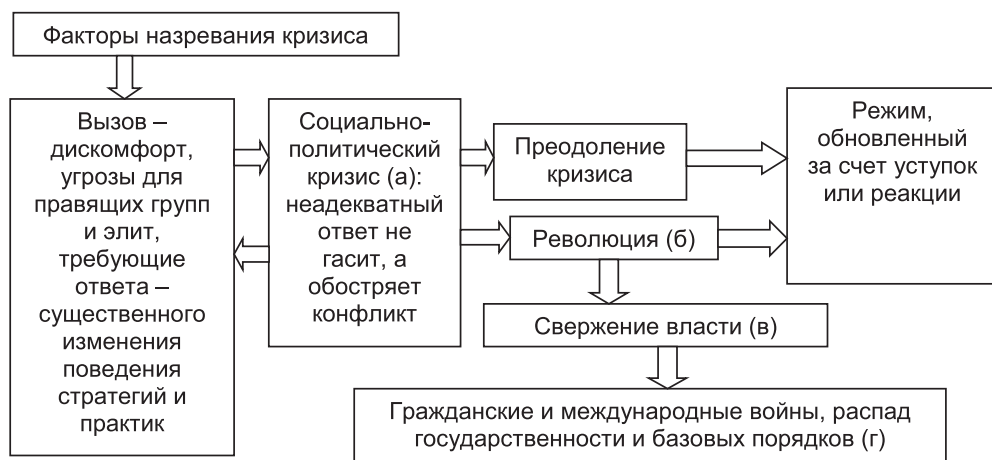 Факторы назревания кризиса
Вызов –
дискомфорт,
угрозы для
правящих групп
и элит,
требующие
ответа –
существенного
изменения
поведения
стратегий и
практик
Социально-
политический
кризис (а):
неадекватный
ответ не
гасит, а
обостряет
конфликт
Преодоление
кризиса
Революция (б)
Режим,
обновленный
за счет уступок
или реакции
Свержение власти (в)
Гражданские и международные войны, распад
государственности и базовых порядков (г)